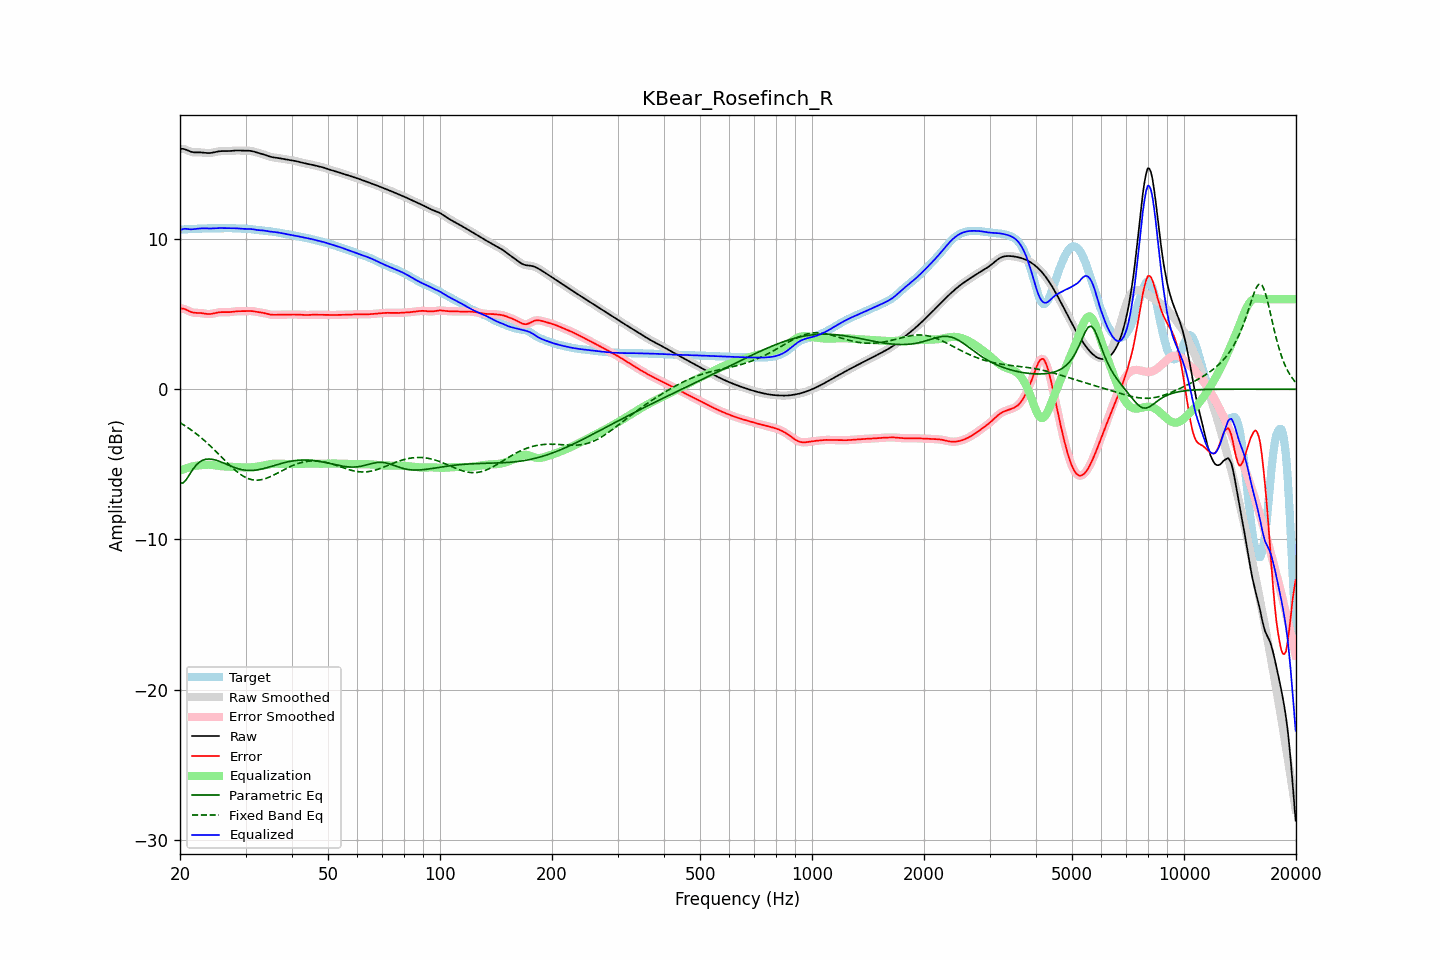 KBear_Rosefinch_R
10
0
−10
−20
−30
Amplitude (dBr)
Target
Raw Smoothed
Error Smoothed
Raw
Error
Equalization
Parametric Eq
Fixed Band Eq
Equalized
20 50 100 200 500 1000 2000 5000 10000 20000
Frequency (Hz)